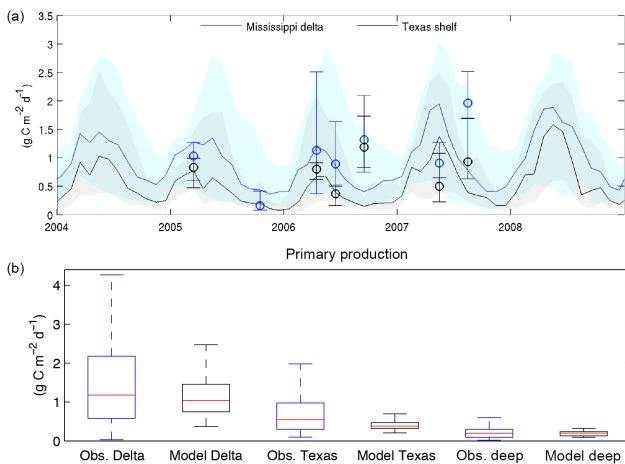 (a)
Mississippi delta
Texas shelf
(g C m⁻² d⁻¹)
3.5
3
2.5
2
1.5
1
0.5
0
2004
2005
2006
2007
2008
Primary production
(b)
(g C m⁻² d⁻¹)
4
3
2
1
0
Obs. Delta
Model Delta
Obs. Texas
Model Texas
Obs. deep
Model deep